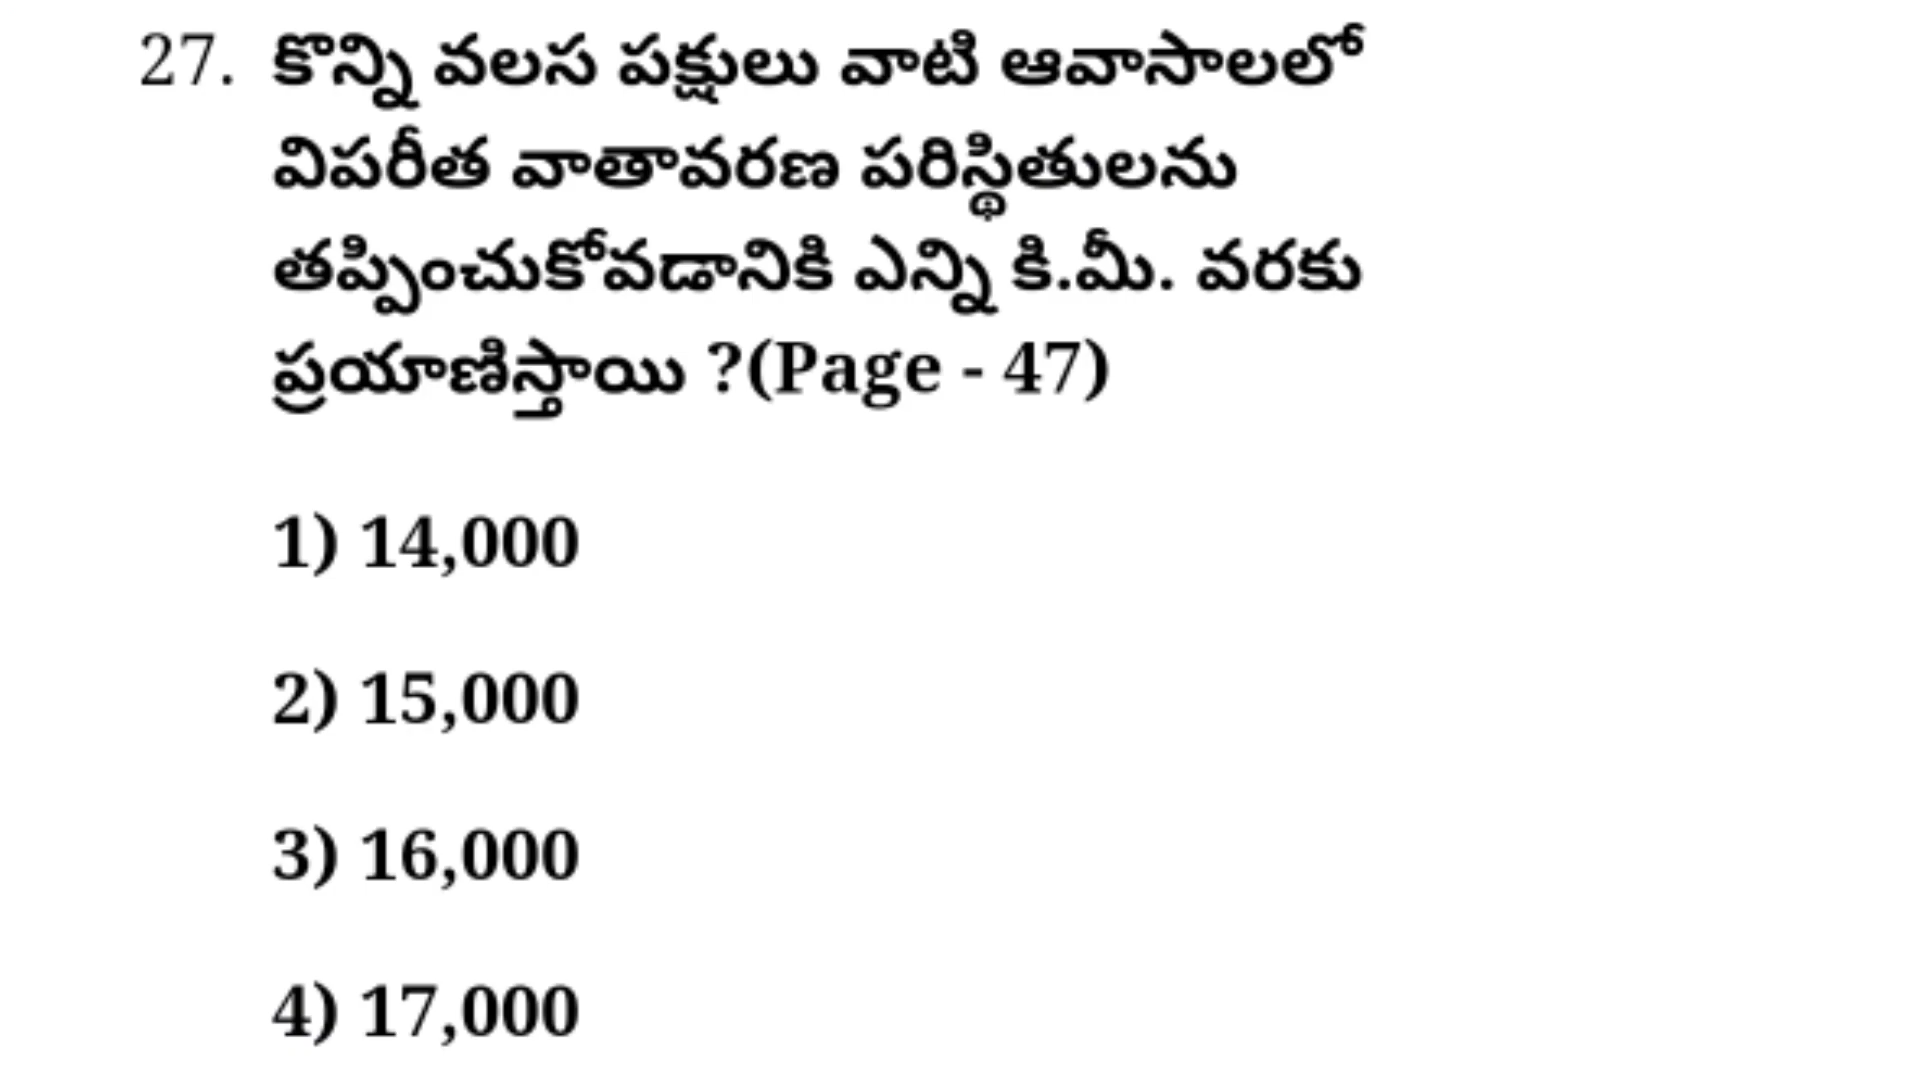 27. కొన్ని వలస పక్షులు వాటి ఆవాసాలలో
విపరీత వాతావరణ పరిస్థితులను
తప్పించుకోవడానికి ఎన్ని కి.మీ. వరకు
ప్రయాణిస్తాయి ?(Page - 47)
1) 14,000
2) 15,000
3) 16,000
4) 17,000